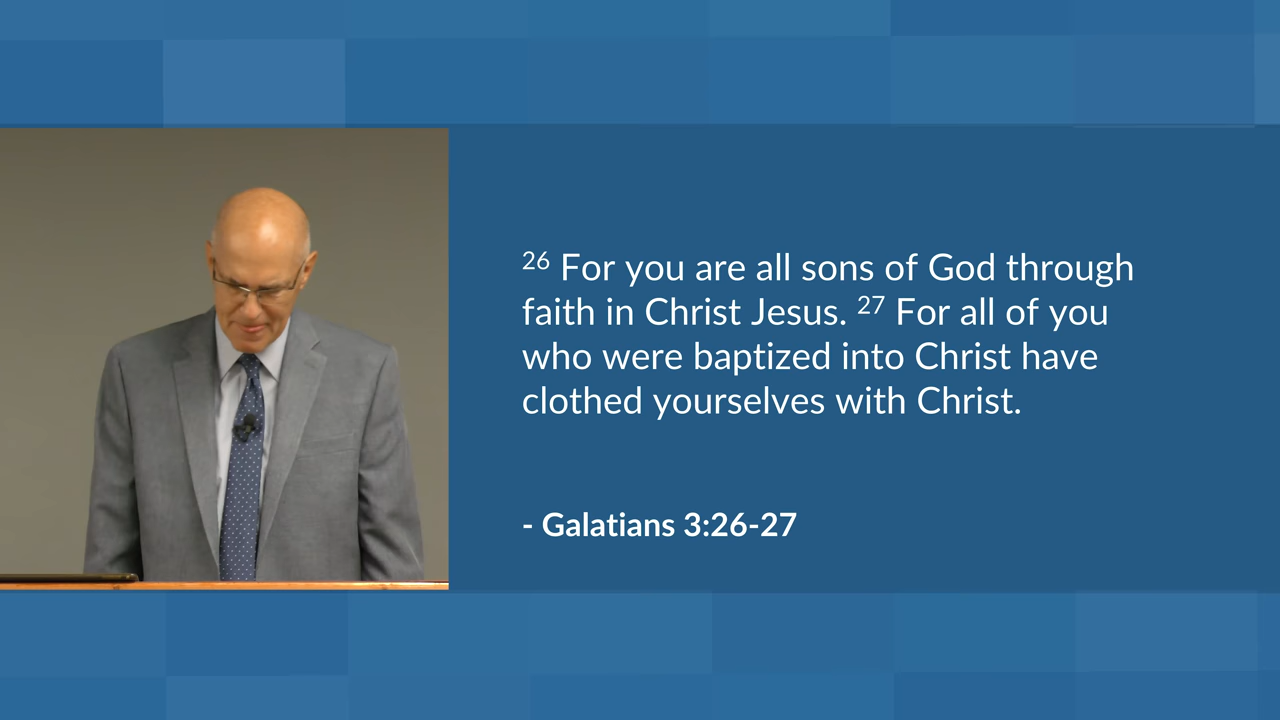 26 For you are all sons of God through
faith in Christ Jesus. 27 For all of you
who were baptized into Christ have
clothed yourselves with Christ.
- Galatians 3:26-27